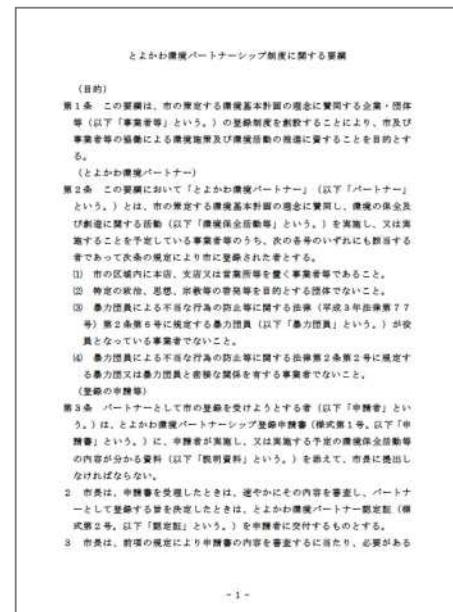 とよかわ環境パートナーシップ制度に関する要綱
(目的)
第1条 この要綱は、市の策定する環境基本計画の理念に賛同する企業・団体
等(以下「事業者等」という。)の登録制度を創設することにより、市及び
事業者等の協働による環境施策及び環境活動の推進に資することを目的とす
る。
(とよかわ環境パートナー)
第2条 この要綱において「とよかわ環境パートナー」(以下「パートナー」
という。)とは、市の策定する環境基本計画の理念に賛同し、環境の保全及
び創造に関する活動(以下「環境保全活動等」という。)を実施し、又は実
施することを予定している事業者等のうち、次の各号のいずれにも該当する
者であって次条の規定により市に登録された者とする。
⑴ 市の区域内に本店、支店又は営業所等を置く事業者等であること。
⑵ 特定の政治、思想、宗教等の啓発等を目的とする団体でないこと。
⑶ 暴力団員による不当な行為の防止等に関する法律(平成3年法律第77
号)第2条第6号に規定する暴力団員(以下「暴力団員」という。)が役
員となっている事業者でないこと。
⑷ 暴力団員による不当な行為の防止等に関する法律第2条第2号に規定す
る暴力団又は暴力団員と密接な関係を有する事業者でないこと。
(登録の申請等)
第3条 パートナーとして市の登録を受けようとする者(以下「申請者」とい
う。)は、とよかわ環境パートナーシップ登録申請書(様式第1号。以下「申
請書」という。)に、申請者が実施し、又は実施する予定の環境保全活動等
の内容が分かる資料(以下「説明資料」という。)を添えて、市長に提出し
なければならない。
2 市長は、申請書を受理したときは、速やかにその内容を審査し、パートナ
ーとして登録する旨を決定したときは、とよかわ環境パートナー認定証(様
式第2号。以下「認定証」という。)を申請者に交付するものとする。
3 市長は、前項の規定により申請書の内容を審査するに当たり、必要がある
- 1 -